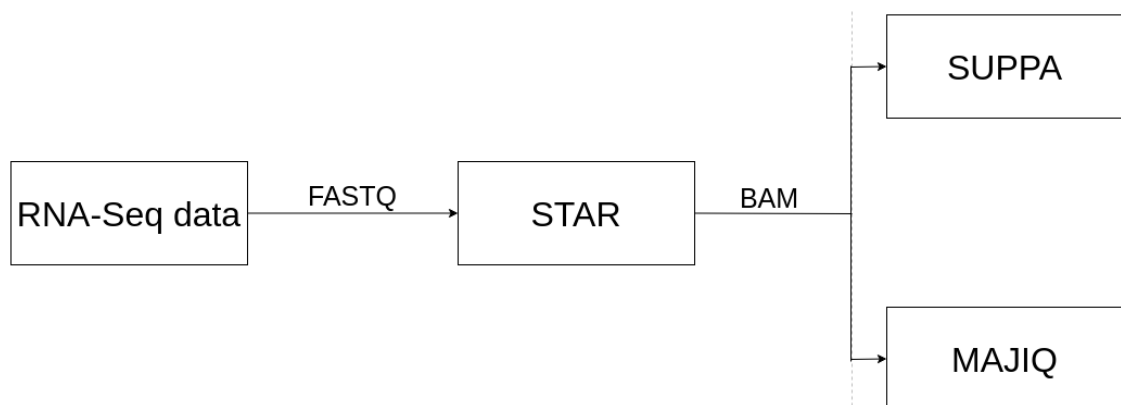 SUPPA
RNA-Seq data
FASTQ
STAR
BAM
MAJIQ